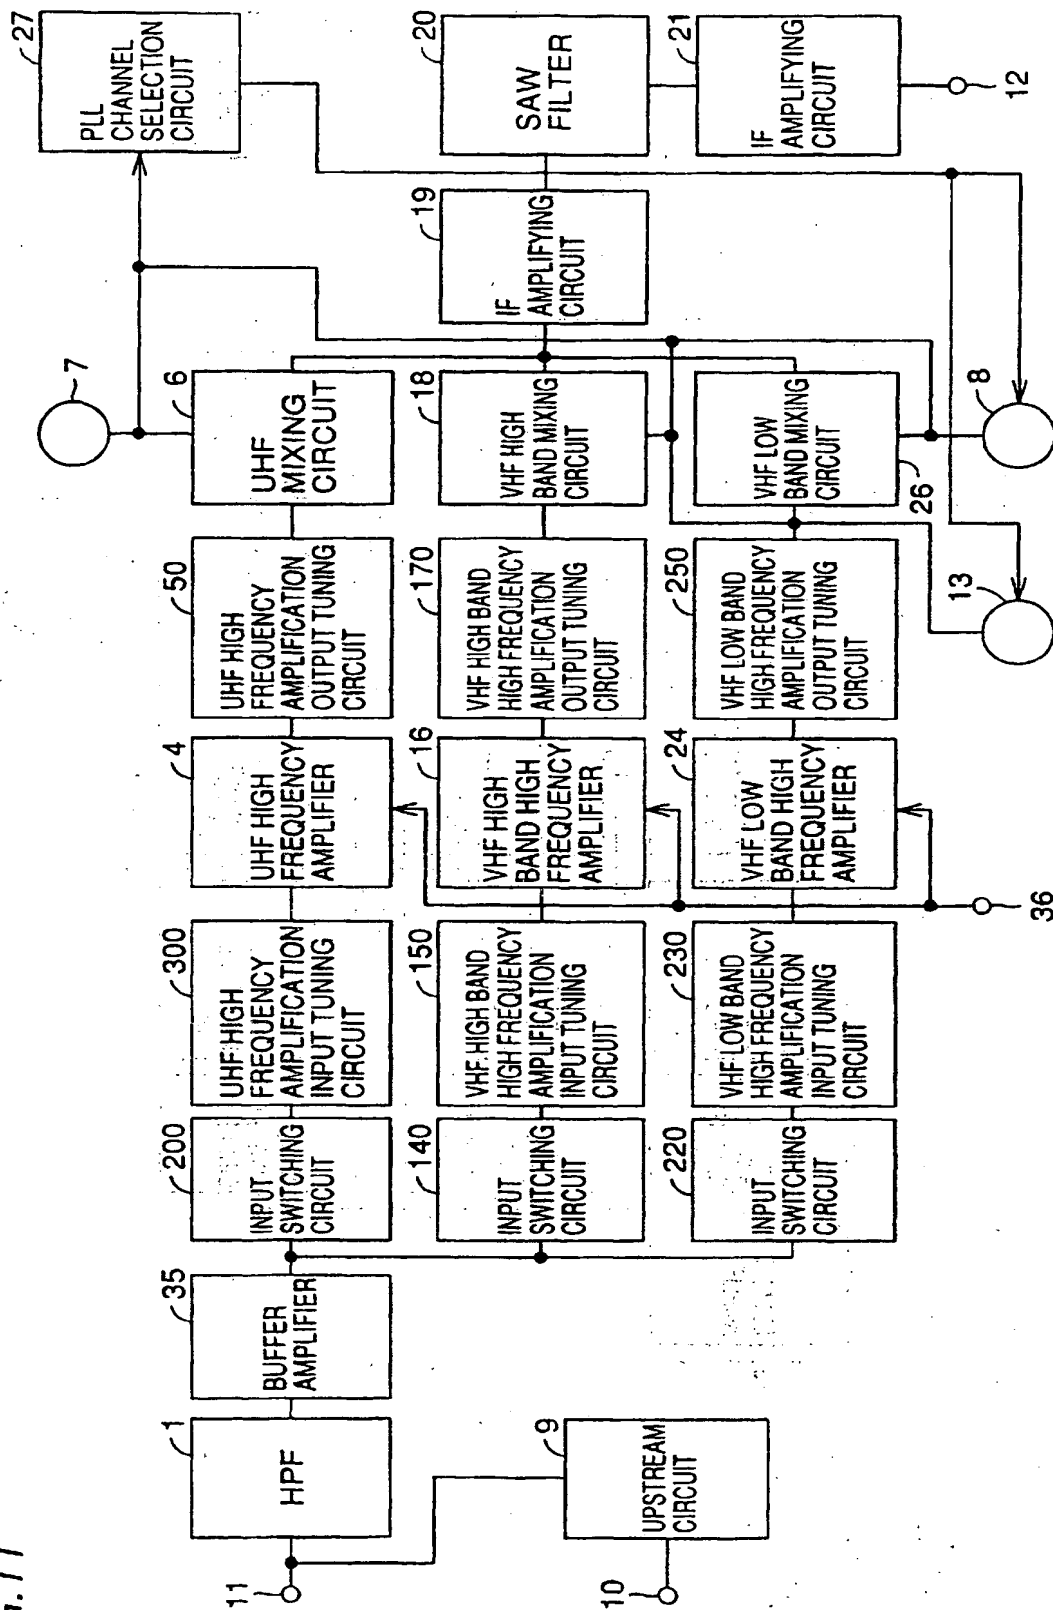 27
PLL
CHANNEL
SELECTION
CIRCUIT
20
SAW
FILTER
21
IF
AMPLIFYING
CIRCUIT
12
19
IF
AMPLIFYING
CIRCUIT
7
6
UHF
MIXING
CIRCUIT
18
VHF HIGH
BAND MIXING
CIRCUIT
VHF LOW
BAND MIXING
CIRCUIT
26
8
13
50
UHF HIGH
FREQUENCY
AMPLIFICATION
OUTPUT TUNING
CIRCUIT
170
VHF HIGH BAND
HIGH FREQUENCY
AMPLIFICATION
OUTPUT TUNING
CIRCUIT
250
VHF LOW BAND
HIGH FREQUENCY
AMPLIFICATION
OUTPUT TUNING
CIRCUIT
4
UHF HIGH
FREQUENCY
AMPLIFIER
16
VHF HIGH
BAND HIGH
FREQUENCY
AMPLIFIER
24
VHF LOW
BAND HIGH
FREQUENCY
AMPLIFIER
36
300
UHF HIGH
FREQUENCY
AMPLIFICATION
INPUT TUNING
CIRCUIT
150
VHF HIGH BAND
HIGH FREQUENCY
AMPLIFICATION
INPUT TUNING
CIRCUIT
230
VHF LOW BAND
HIGH FREQUENCY
AMPLIFICATION
INPUT TUNING
CIRCUIT
200
INPUT
SWITCHING
CIRCUIT
140
INPUT
SWITCHING
CIRCUIT
220
INPUT
SWITCHING
CIRCUIT
35
BUFFER
AMPLIFIER
1
HPF
9
UPSTREAM
CIRCUIT
11
10